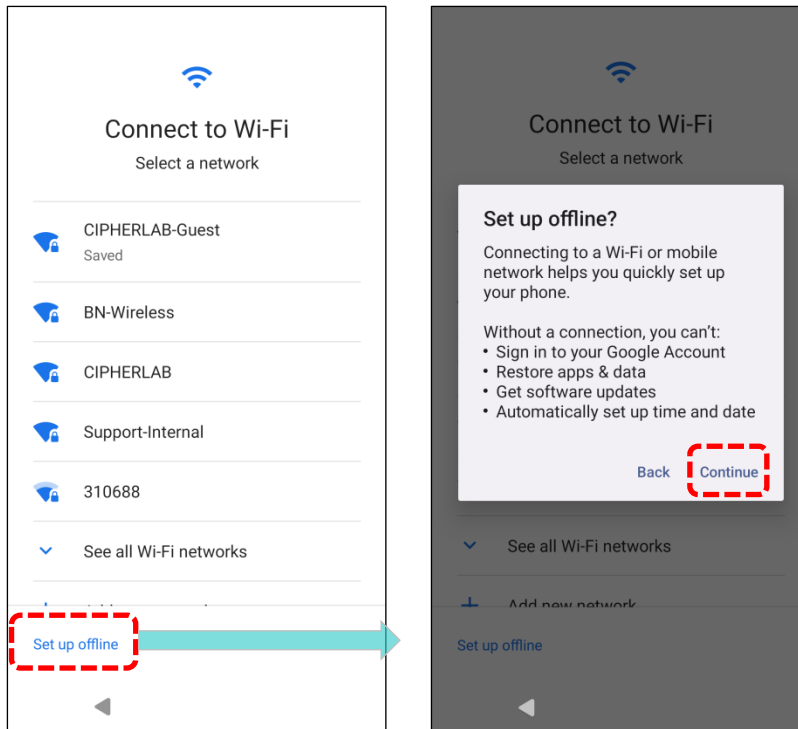 Connect to Wi-Fi
Select a network
CIPHERLAB-Guest
Saved
BN-Wireless
CIPHERLAB
Support-Internal
310688
See all Wi-Fi networks
Set up offline
Connect to Wi-Fi
Select a network
Set up offline?
Connecting to a Wi-Fi or mobile
network helps you quickly set up
your phone.
Without a connection, you can't:
• Sign in to your Google Account
• Restore apps & data
• Get software updates
• Automatically set up time and date
Back Continue
See all Wi-Fi networks
Add new network
Set up offline